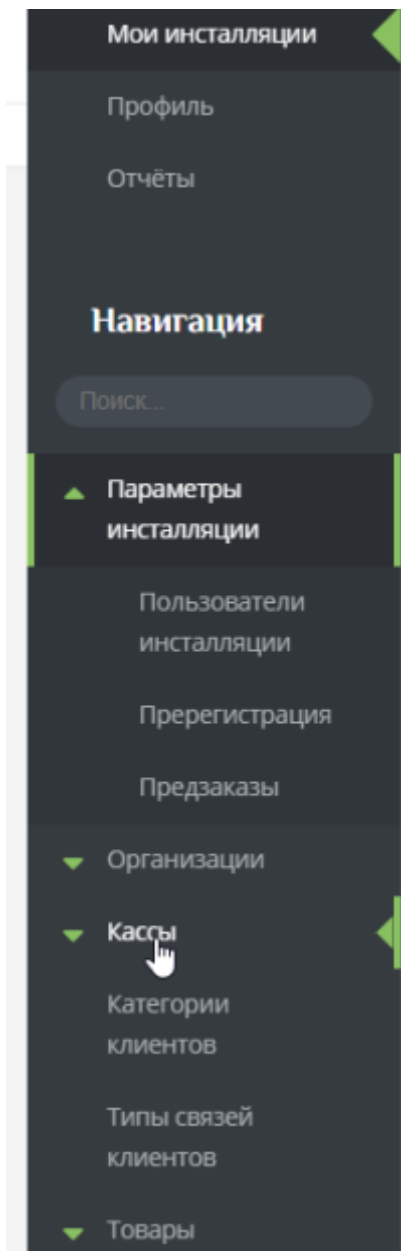 Мои инсталляции
Профиль
Отчёты
Навигация
Поиск...
Параметры
инсталляции
Пользователи
инсталляции
Пререгистрация
Предзаказы
Организации
Кассы
Категории
клиентов
Типы связей
клиентов
Товары